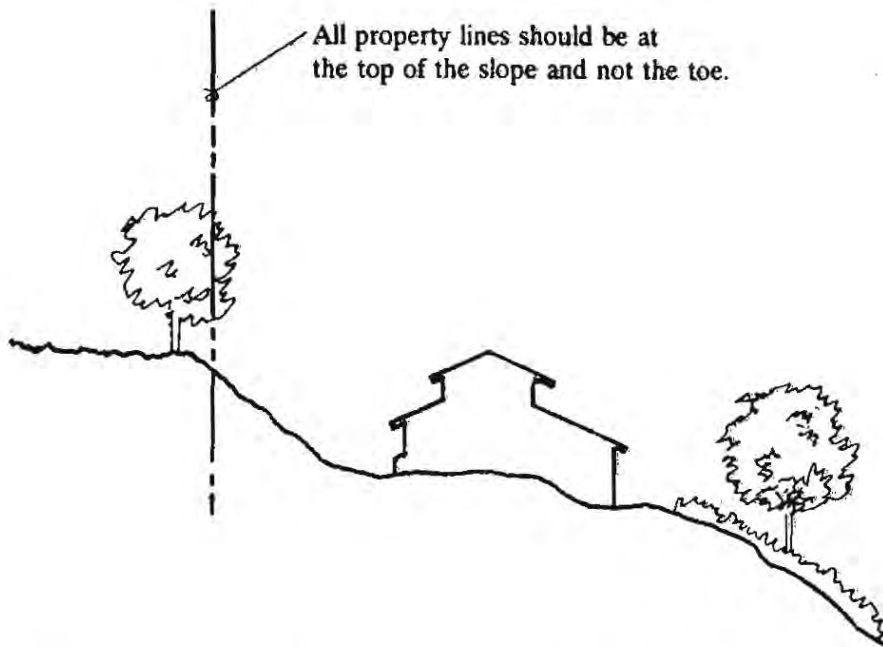 All property lines should be at
the top of the slope and not the toe.